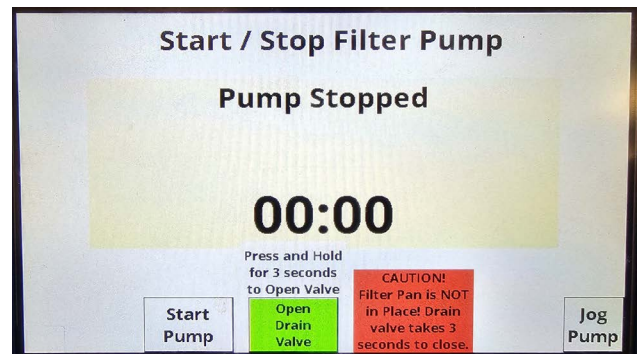 Start / Stop Filter Pump
Pump Stopped
00:00
Press and Hold
for 3 seconds
to Open Valve
Start
Pump
Open
Drain
Valve
CAUTION!
Filter Pan is NOT
in Place! Drain
valve takes 3
seconds to close.
Jog
Pump